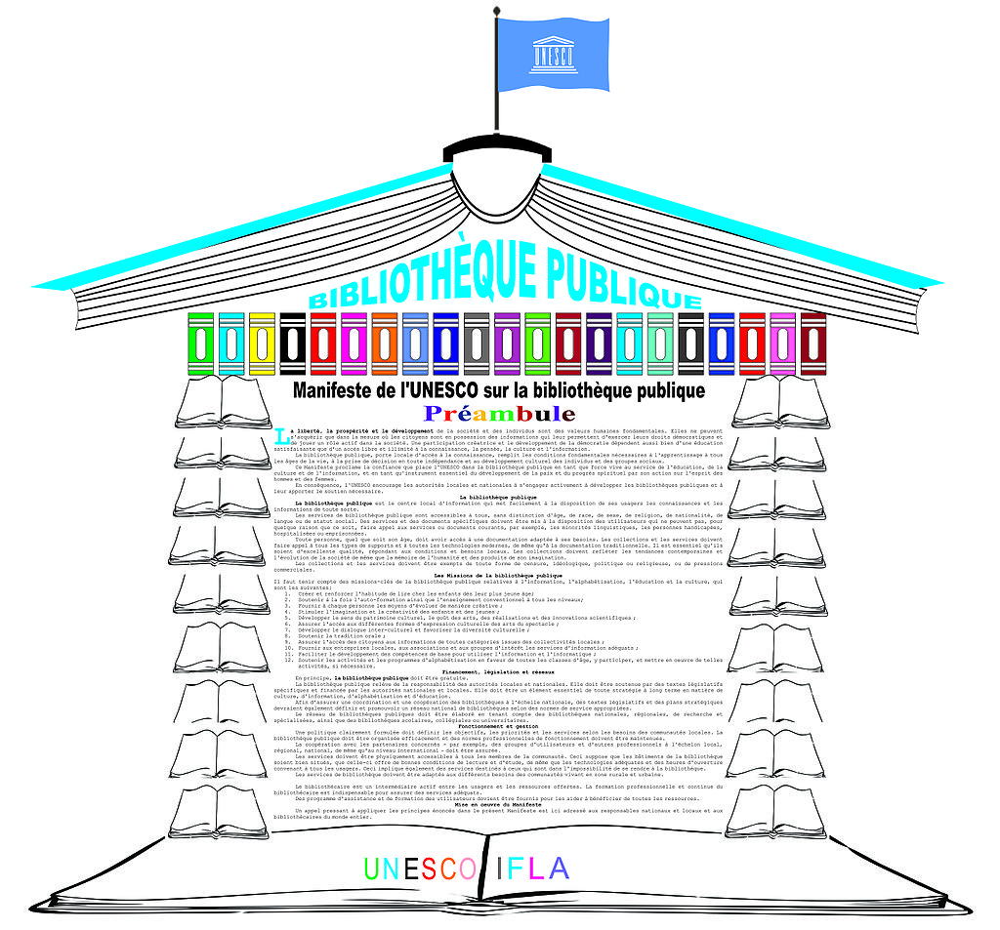 UNESCO
BIBLIOTHÈQUE PUBLIQUE
Manifeste de l'UNESCO sur la bibliothèque publique
Préambule
La liberté, la prospérité et le développement de la société et des individus sont des valeurs humaines fondamentales. Elles ne peuvent
s'acquérir que dans la mesure où les citoyens sont en possession des informations qui leur permettent d'exercer leurs droits démocratiques et
de jouer un rôle actif dans la société. Une participation créatrice et le développement de la démocratie dépendent aussi bien d'une éducation
satisfaisante que d'un accès libre et illimité à la connaissance, la pensée, la culture et l'information.
La bibliothèque publique, porte locale d'accès à la connaissance, remplit les conditions fondamentales nécessaires à l'apprentissage à tous
les âges de la vie, à la prise de décision en toute indépendance et au développement culturel des individus et des groupes sociaux.
Ce Manifeste proclame la confiance que place l'UNESCO dans la bibliothèque publique en tant que force vive au service de l'éducation, de la
culture et de l'information, et en tant qu'instrument essentiel du développement de la paix et du progrès spirituel par son action sur l'esprit des
hommes et des femmes.
En conséquence, l'UNESCO encourage les autorités locales et nationales à s'engager activement à développer les bibliothèques publiques et à
leur apporter le soutien nécessaire.
La bibliothèque publique
La bibliothèque publique est le centre local d'information qui met facilement à la disposition de ses usagers les connaissances et les
informations de toute sorte.
Les services de bibliothèque publique sont accessibles à tous, sans distinction d'âge, de race, de sexe, de religion, de nationalité, de
langue ou de statut social. Des services et des documents spécifiques doivent être mis à la disposition des utilisateurs qui ne peuvent pas, pour
quelque raison que ce soit, faire appel aux services ou documents courants, par exemple, les minorités linguistiques, les personnes handicapées,
hospitalisées ou emprisonnées.
Toute personne, quel que soit son âge, doit avoir accès à une documentation adaptée à ses besoins. Les collections et les services doivent
faire appel à tous les types de supports et à toutes les technologies modernes, de même qu'à la documentation traditionnelle. Il est essentiel qu'ils
soient d'excellente qualité, répondant aux conditions et besoins locaux. Les collections doivent refléter les tendances contemporaines et
l'évolution de la société de même que la mémoire de l'humanité et des produits de son imagination.
Les collections et les services doivent être exempts de toute forme de censure, idéologique, politique ou religieuse, ou de pressions
commerciales.
Les Missions de la bibliothèque publique
Il faut tenir compte des missions-clés de la bibliothèque publique relatives à l'information, l'alphabétisation, l'éducation et la culture, qui
sont les suivantes:
1. Créer et renforcer l'habitude de lire chez les enfants dès leur plus jeune âge;
2. Soutenir à la fois l'auto-formation ainsi que l'enseignement conventionnel à tous les niveaux;
3. Fournir à chaque personne les moyens d'évoluer de manière créative ;
4. Stimuler l'imagination et la créativité des enfants et des jeunes ;
5. Développer le sens du patrimoine culturel, le goût des arts, des réalisations et des innovations scientifiques ;
6. Assurer l'accès aux différentes formes d'expression culturelle des arts du spectacle ;
7. Développer le dialogue inter-culturel et favoriser la diversité culturelle ;
8. Soutenir la tradition orale ;
9. Assurer l'accès des citoyens aux informations de toutes catégories issues des collectivités locales ;
10. Fournir aux entreprises locales, aux associations et aux groupes d'intérêt les services d'information adéquats ;
11. Faciliter le développement des compétences de base pour utiliser l'information et l'informatique ;
12. Soutenir les activités et les programmes d'alphabétisation en faveur de toutes les classes d'âge, y participer, et mettre en oeuvre de telles
activités, si nécessaire.
Financement, législation et réseaux
En principe, la bibliothèque publique doit être gratuite.
La bibliothèque publique relève de la responsabilité des autorités locales et nationales. Elle doit être soutenue par des textes législatifs
spécifiques et financée par les autorités nationales et locales. Elle doit être un élément essentiel de toute stratégie à long terme en matière de
culture, d'information, d'alphabétisation et d'éducation.
Afin d'assurer une coordination et une coopération des bibliothèques à l'échelle nationale, des textes législatifs et des plans stratégiques
devraient également définir et promouvoir un réseau national de bibliothèques selon des normes de service appropriées.
Le réseau de bibliothèques publiques doit être élaboré en tenant compte des bibliothèques nationales, régionales, de recherche et
spécialisées, ainsi que des bibliothèques scolaires, collégiales ou universitaires.
Fonctionnement et gestion
Une politique clairement formulée doit définir les objectifs, les priorités et les services selon les besoins des communautés locales. La
bibliothèque publique doit être organisée efficacement et des normes professionnelles de fonctionnement doivent être maintenues.
La coopération avec les partenaires concernés - par exemple, des groupes d'utilisateurs et d'autres professionnels à l'échelon local,
régional, national, de même qu'au niveau international - doit être assurée.
Les services doivent être physiquement accessibles à tous les membres de la communauté. Ceci suppose que les bâtiments de la bibliothèque
soient bien situés, que celle-ci offre de bonnes conditions de lecture et d'étude, de même que les technologies adéquates et des heures d'ouverture
convenant à tous les usagers. Ceci implique également des services destinés à ceux qui sont dans l'impossibilité de se rendre à la bibliothèque.
Les services de bibliothèque doivent être adaptés aux différents besoins des communautés vivant en zone rurale et urbaine.
Le bibliothécaire est un intermédiaire actif entre les usagers et les ressources offertes. La formation professionnelle et continue du
bibliothécaire est indispensable pour assurer des services adéquats.
Des programme d'assistance et de formation des utilisateurs doivent être fournis pour les aider à bénéficier de toutes les ressources.
Mise en oeuvre du Manifeste
Un appel pressant à appliquer les principes énoncés dans le présent Manifeste est ici adressé aux responsables nationaux et locaux et aux
bibliothécaires du monde entier.
UNESCO IFLA